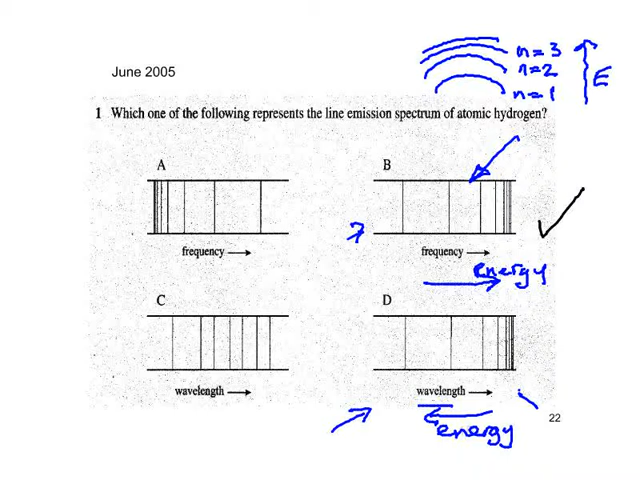 n=3
n=2
n=1
E
June 2005
1 Which one of the following represents the line emission spectrum of atomic hydrogen?
A
B
frequency
frequency
energy
C
D
wavelength
wavelength
energy
22